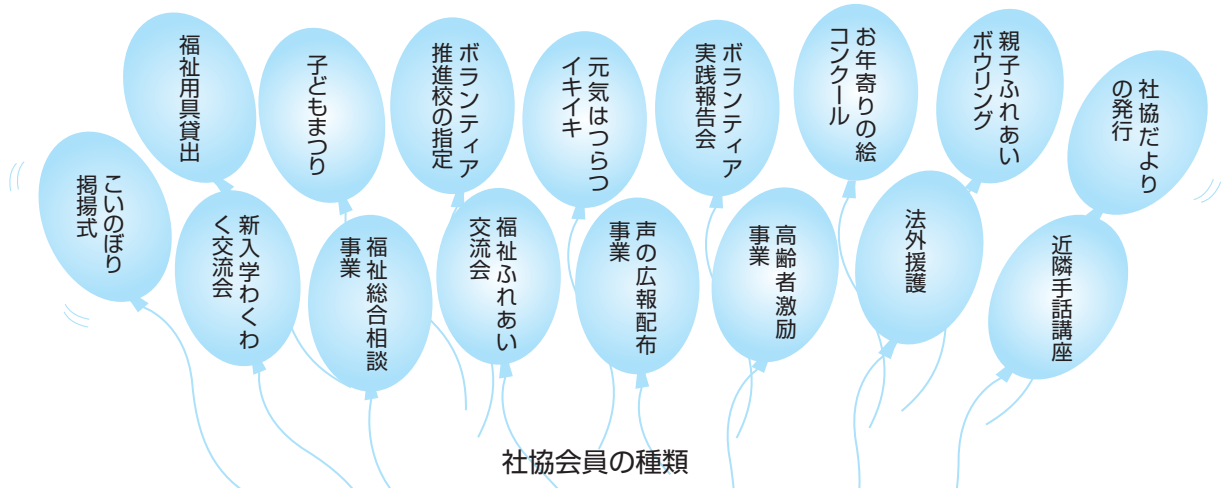 こいのぼり
掲揚式
福祉用具貸出
新入学わくわ
く交流会
子どもまつり
福祉総合相談
事業
ボランティア
推進校の指定
福祉ふれあい
交流会
元気はつらつ
イキイキ
声の広報配布
事業
ボランティア
実践報告会
高齢者激励
事業
お年寄りの絵
コンクール
法外援護
親子ふれあい
ボウリング
近隣手話講座
社協だより
の発行
社協会員の種類